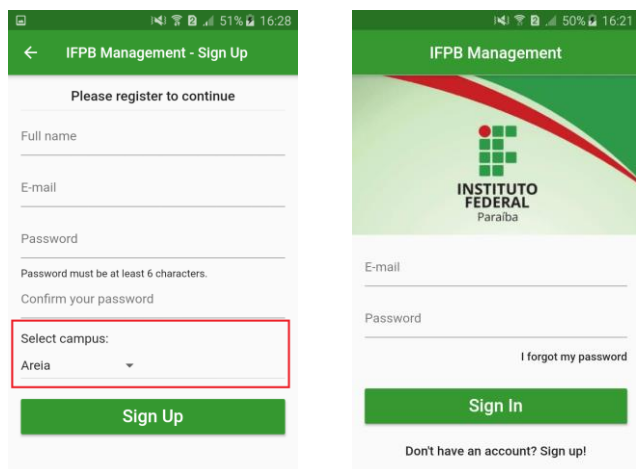 51% 16:28
IFPB Management - Sign Up
Please register to continue
Full name
E-mail
Password
Password must be at least 6 characters.
Confirm your password
Select campus:
Areia
Sign Up
50% 16:21
IFPB Management
INSTITUTO
FEDERAL
Paraíba
E-mail
Password
I forgot my password
Sign In
Don't have an account? Sign up!